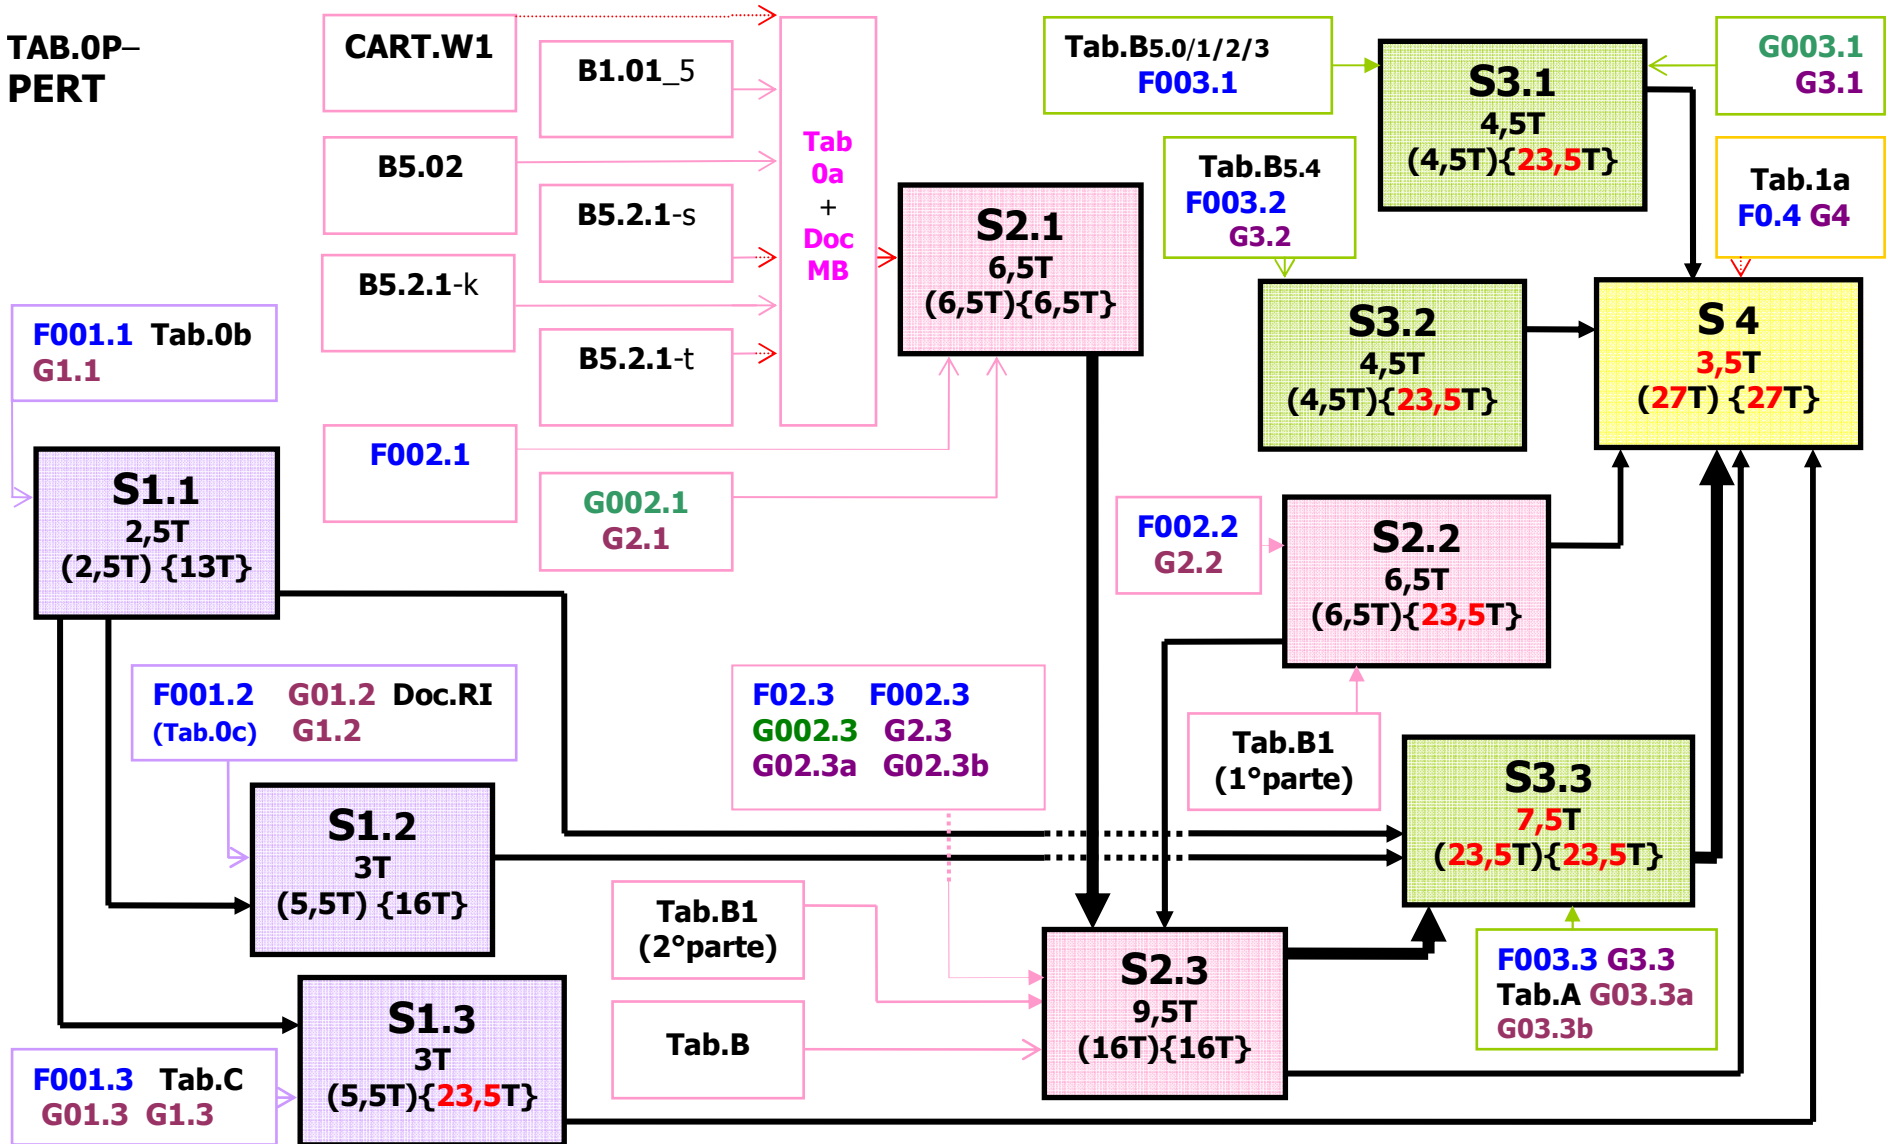 TAB.0P–
PERT
CART.W1
B1.01_5
B5.02
B5.2.1-s
B5.2.1-k
B5.2.1-t
F002.1
G002.1
G2.1
Tab
0a
+
Doc
MB
S2.1
6,5T
(6,5T){6,5T}
Tab.B5.0/1/2/3
F003.1
S3.1
4,5T
(4,5T){23,5T}
G003.1
G3.1
Tab.B5.4
F003.2
G3.2
Tab.1a
F0.4 G4
S3.2
4,5T
(4,5T){23,5T}
S 4
3,5T
(27T) {27T}
F001.1 Tab.0b
G1.1
S1.1
2,5T
(2,5T) {13T}
F002.2
G2.2
S2.2
6,5T
(6,5T){23,5T}
F001.2 G01.2 Doc.RI
(Tab.0c) G1.2
F02.3 F002.3
G002.3 G2.3
G02.3a G02.3b
Tab.B1
(1°parte)
S3.3
7,5T
(23,5T){23,5T}
S1.2
3T
(5,5T) {16T}
Tab.B1
(2°parte)
S2.3
9,5T
(16T){16T}
F003.3 G3.3
Tab.A G03.3a
G03.3b
S1.3
3T
(5,5T){23,5T}
Tab.B
F001.3 Tab.C
G01.3 G1.3